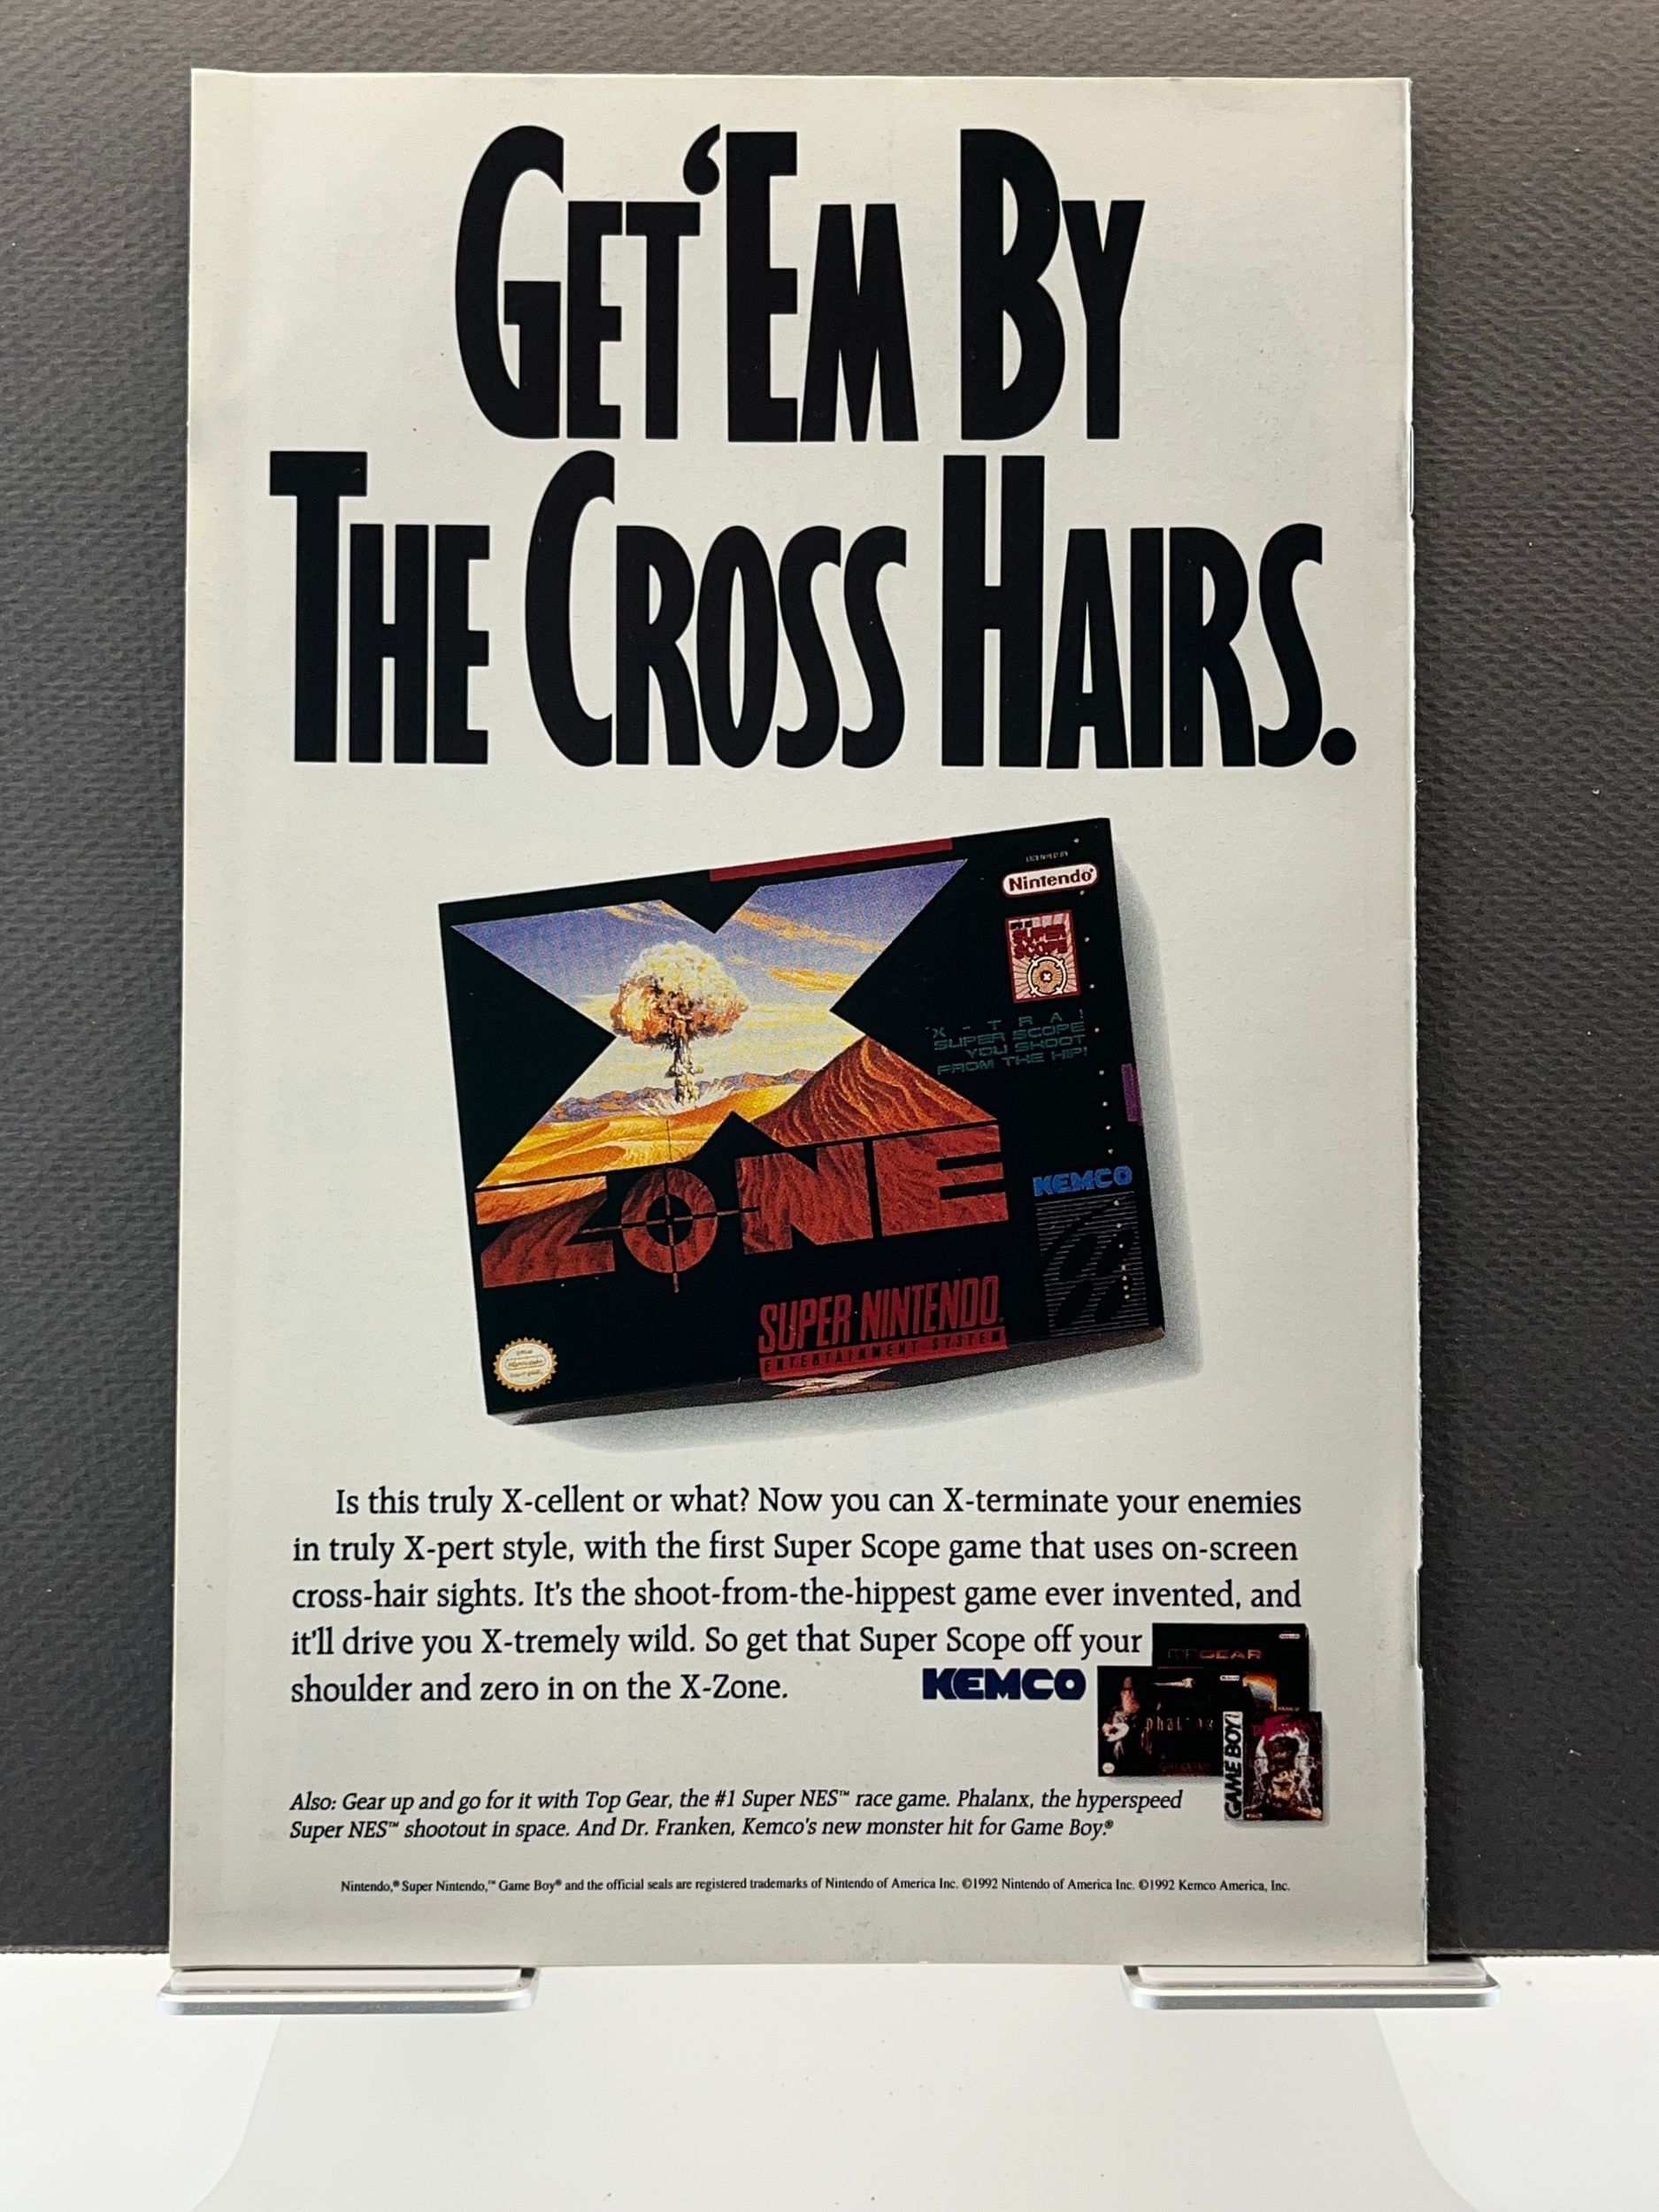 GET ‘EM BY
THE CROSS HAIRS.
LICENSED BY
Nintendo®
SUPER
SCOPE
X-TRA!
SUPER SCOPE
YOU SHOOT
FROM THE HIP!
X
ZONE
KEMCO
SUPER NINTENDO
ENTERTAINMENT SYSTEM
Nintendo
Is this truly X-cellent or what? Now you can X-terminate your enemies
in truly X-pert style, with the first Super Scope game that uses on-screen
cross-hair sights. It's the shoot-from-the-hippest game ever invented, and
it'll drive you X-tremely wild. So get that Super Scope off your
shoulder and zero in on the X-Zone.
KEMCO
GEAR
phalanx
GAME BOY
Also: Gear up and go for it with Top Gear, the #1 Super NES™ race game. Phalanx, the hyperspeed
Super NES™ shootout in space. And Dr. Franken, Kemco's new monster hit for Game Boy.®
Nintendo,® Super Nintendo,™ Game Boy® and the official seals are registered trademarks of Nintendo of America Inc. ©1992 Nintendo of America Inc. ©1992 Kemco America, Inc.